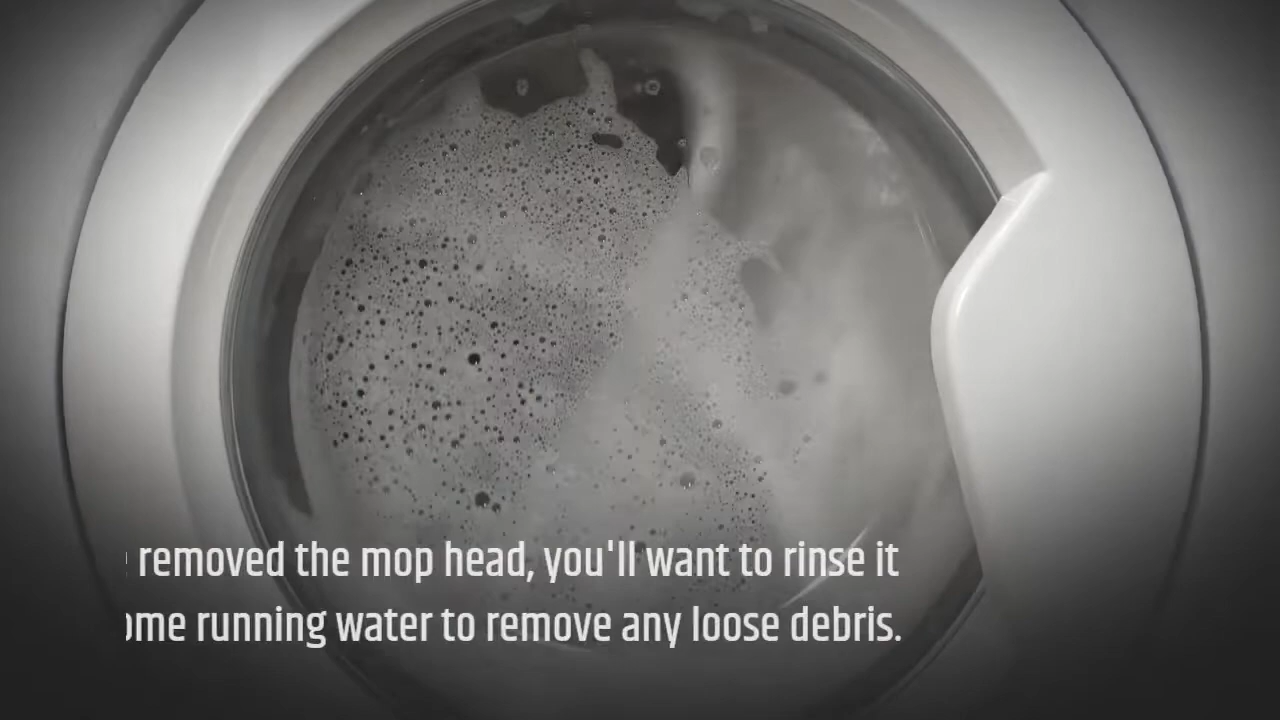 removed the mop head, you'll want to rinse it
running water to remove any loose debris.